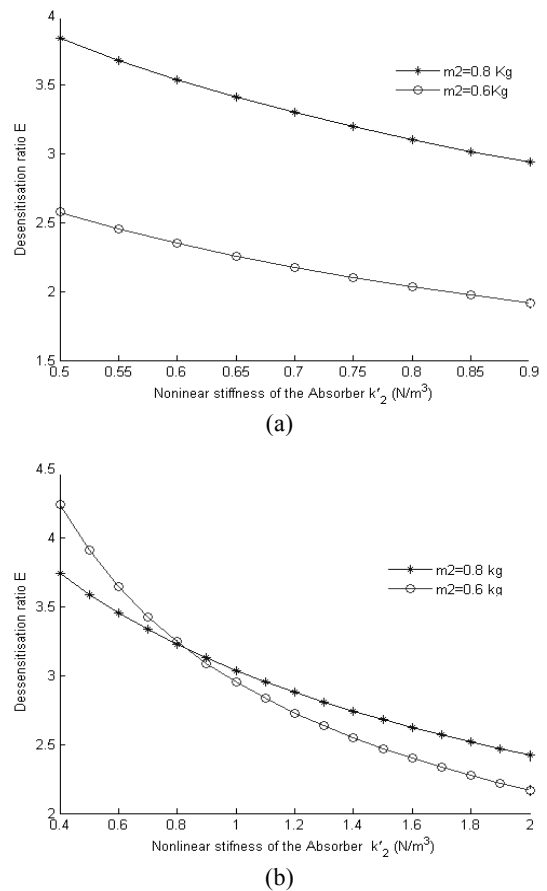 4
3.5
3
2.5
2
1.5
Desensitisation ratio E
m2=0.8 Kg
m2=0.6Kg
0.5 0.55 0.6 0.65 0.7 0.75 0.8 0.85 0.9
Noninear stiffness of the Absorber k'2 (N/m³)
(a)
4.5
4
3.5
3
2.5
2
Dessensitisation ratio E
m2=0.8 kg
m2=0.6 kg
0.4 0.6 0.8 1 1.2 1.4 1.6 1.8 2
Nonlinear stiffness of the Absorber k'2 (N/m³)
(b)